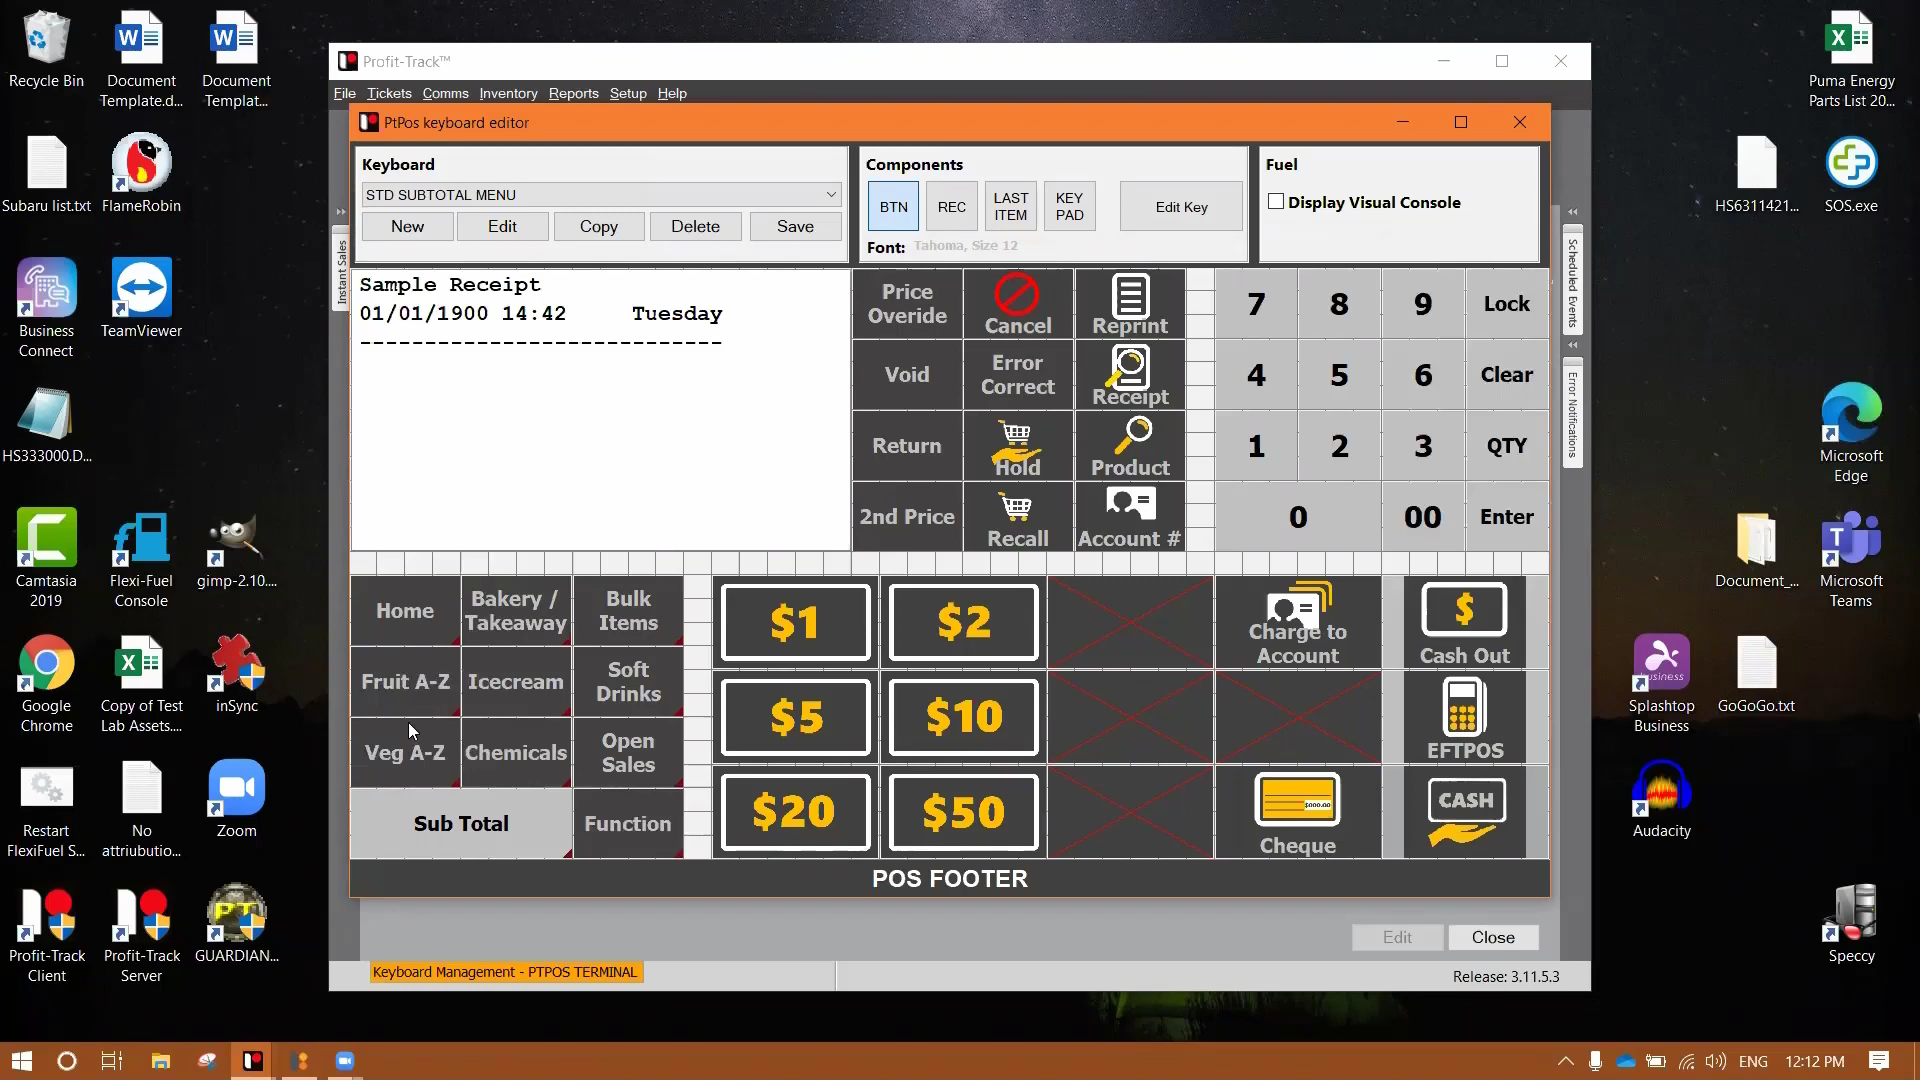 Recycle Bin
Document
Template.d...
Document
Templat...
Subaru list.txt
FlameRobin
Business
Connect
TeamViewer
HS333000.D...
Camtasia
2019
Flexi-Fuel
Console
gimp-2.10....
Google
Chrome
Copy of Test
Lab Assets....
inSync
Restart
FlexiFuel S...
No
attriubutio...
Zoom
Profit-Track
Client
Profit-Track
Server
GUARDIAN...
Profit-Track™
File Tickets Comms Inventory Reports Setup Help
PtPos keyboard editor
Keyboard
STD SUBTOTAL MENU
New Edit Copy Delete Save
Components
BTN
REC
LAST
ITEM
KEY
PAD
Edit Key
Font: Tahoma, Size 12
Fuel
Display Visual Console
Instant Sales
Scheduled Events
Error Notifications
Sample Receipt
01/01/1900 14:42 Tuesday
----------------------------
Price
Overide
Cancel
Reprint
Void
Error
Correct
Receipt
Return
Hold
Product
2nd Price
Recall
Account #
7 8 9 Lock
4 5 6 Clear
1 2 3 QTY
0 00 Enter
Home
Bakery /
Takeaway
Bulk
Items
Fruit A-Z
Icecream
Soft
Drinks
Veg A-Z
Chemicals
Open
Sales
Sub Total
Function
$1 $2
$5 $10
$20 $50
Charge to
Account
$
Cash Out
EFTPOS
$000.00
Cheque
CASH
POS FOOTER
Edit Close
Keyboard Management - PTPOS TERMINAL
Release: 3.11.5.3
Puma Energy
Parts List 20...
HS6311421...
SOS.exe
Microsoft
Edge
Document_...
Microsoft
Teams
business
Splashtop
Business
GoGoGo.txt
Audacity
Speccy
ENG 12:12 PM